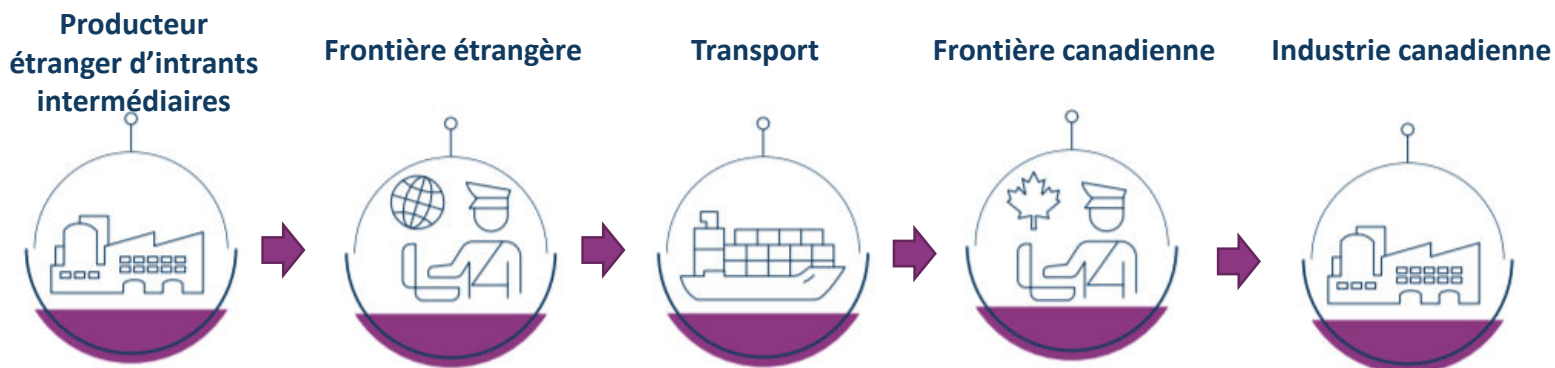 Producteur
étranger d’intrants
intermédiaires
Frontière étrangère
Transport
Frontière canadienne
Industrie canadienne